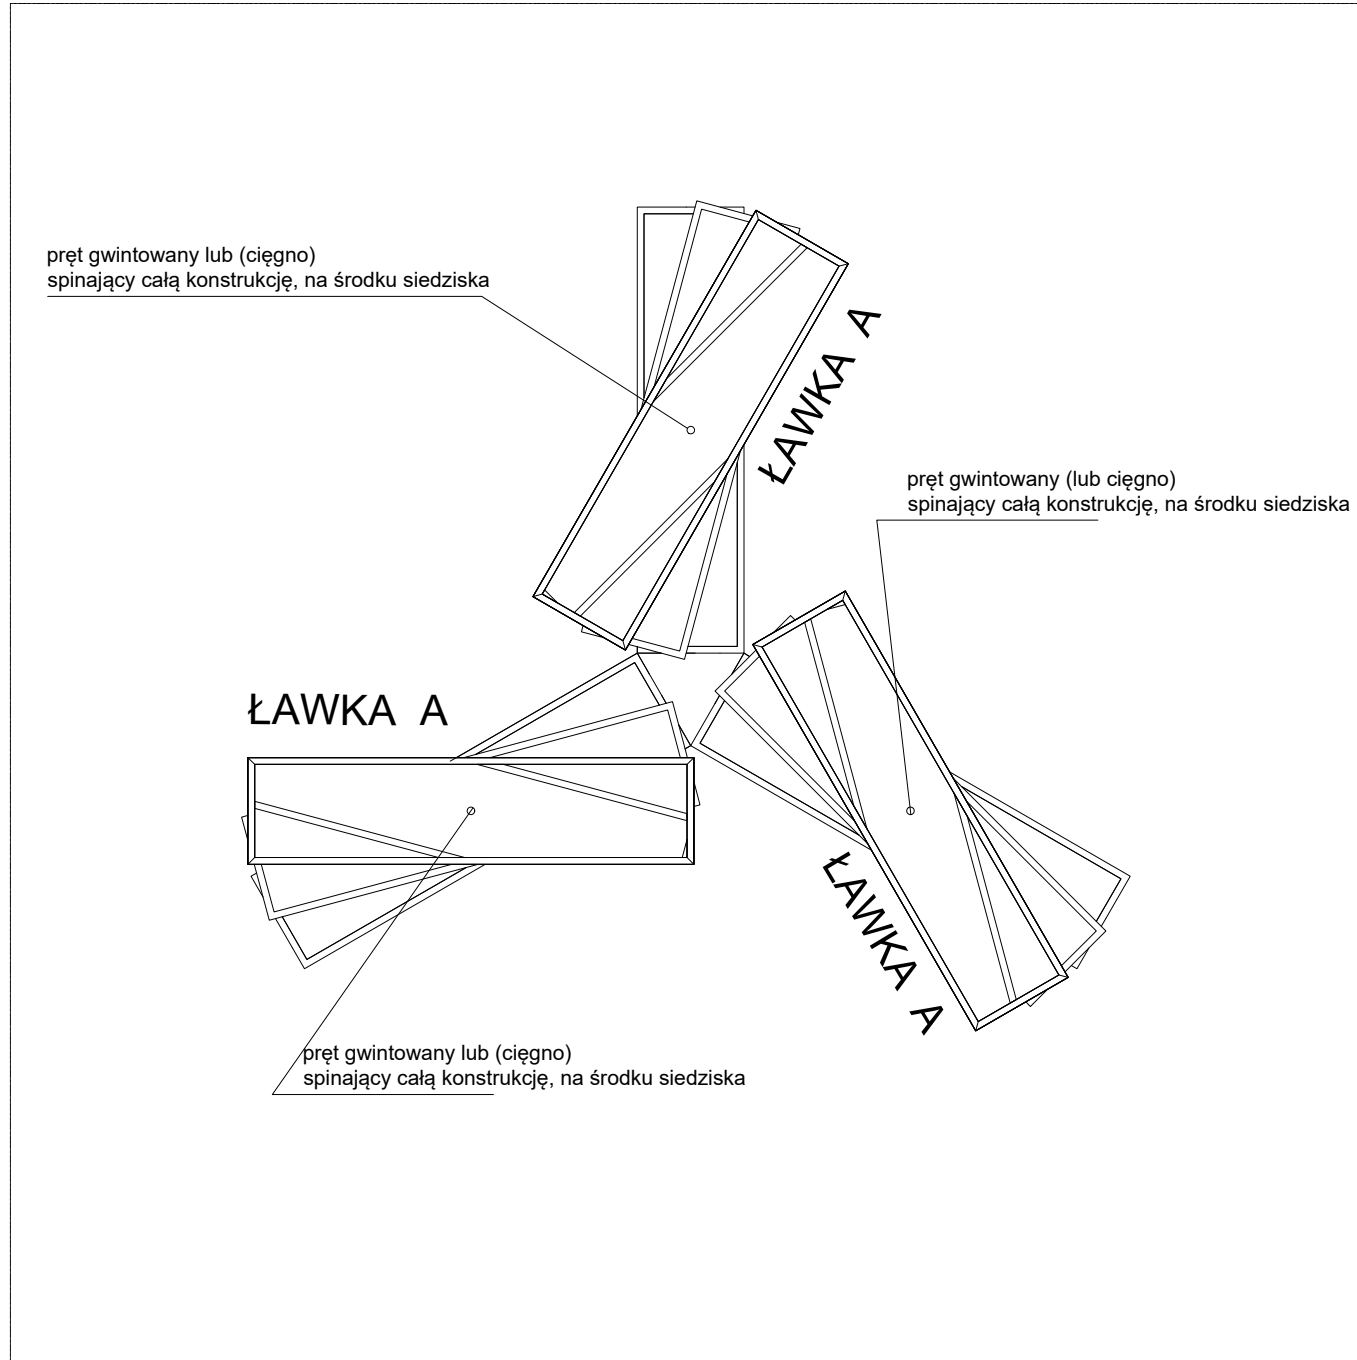 pręt gwintowany lub (cięgno)
spinający całą konstrukcję, na środku siedziska
ŁAWKA A
pręt gwintowany (lub cięgno)
spinający całą konstrukcję, na środku siedziska
ŁAWKA A
ŁAWKA A
pręt gwintowany lub (cięgno)
spinający całą konstrukcję, na środku siedziska